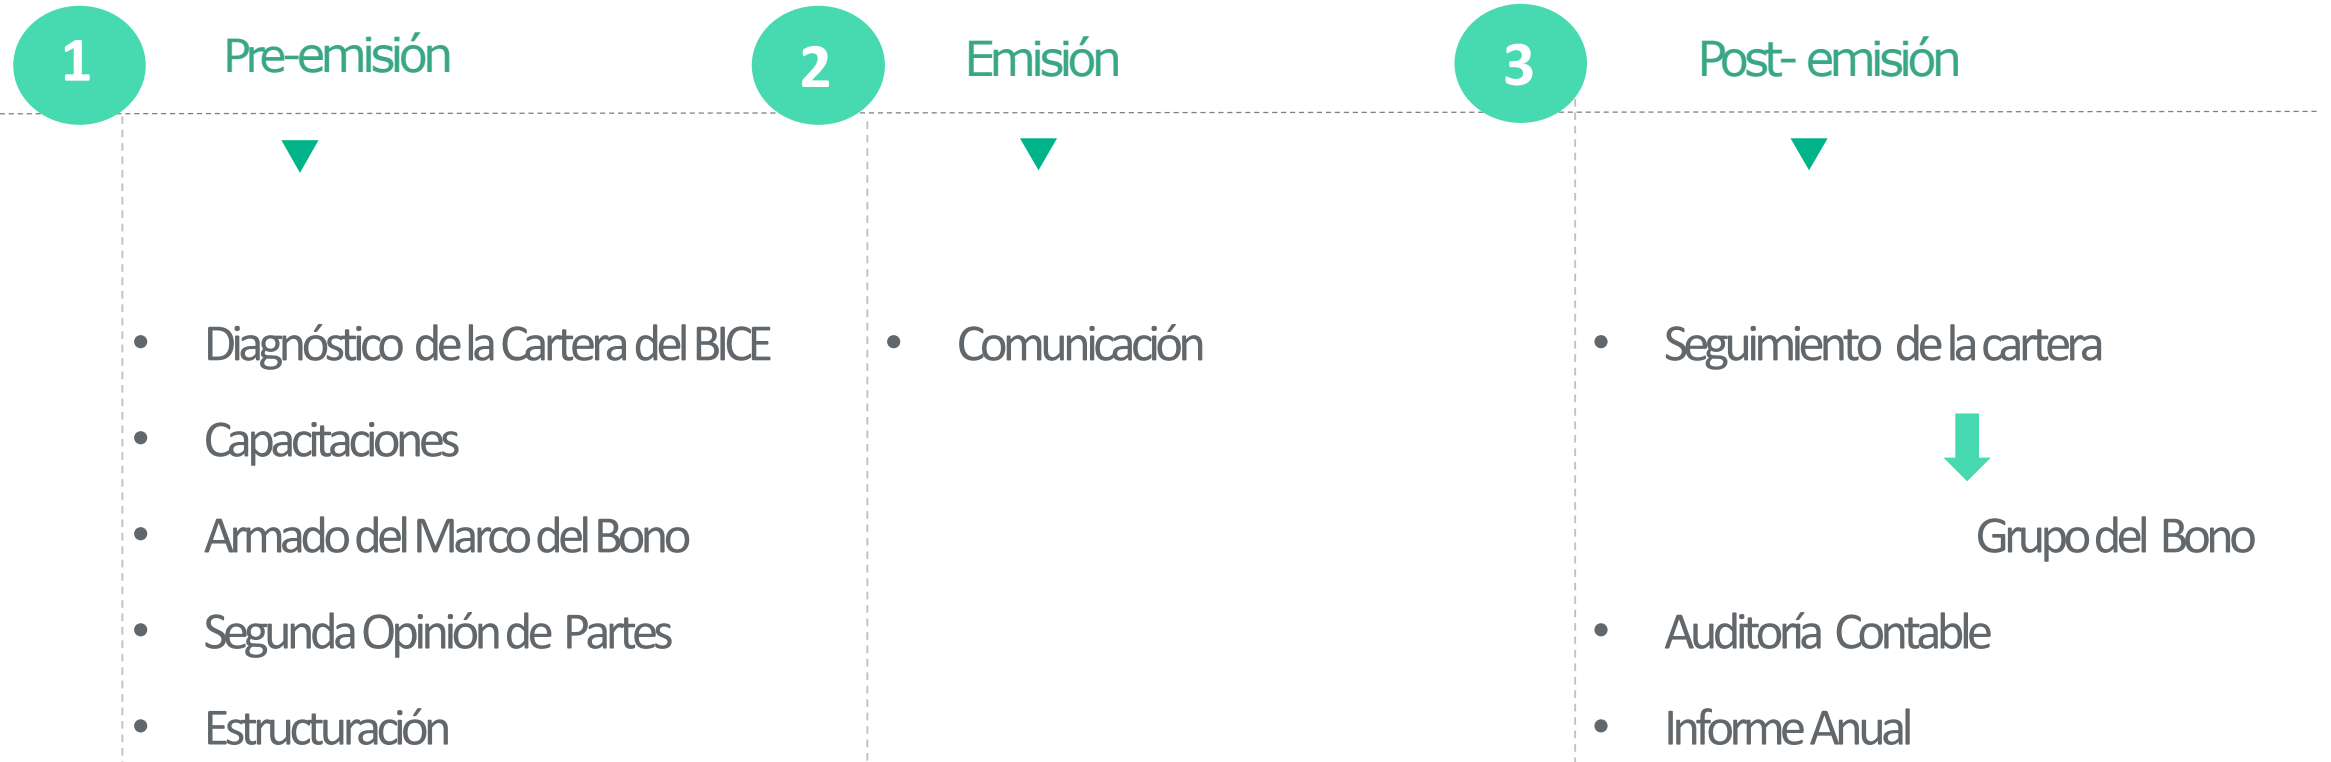 1
Pre-emisión
Diagnóstico de la Cartera del BICE
Capacitaciones
Armado del Marco del Bono
Segunda Opinión de Partes
Estructuración
2
Emisión
Comunicación
3
Post- emisión
Seguimiento de la cartera
Grupo del Bono
Auditoría Contable
Informe Anual